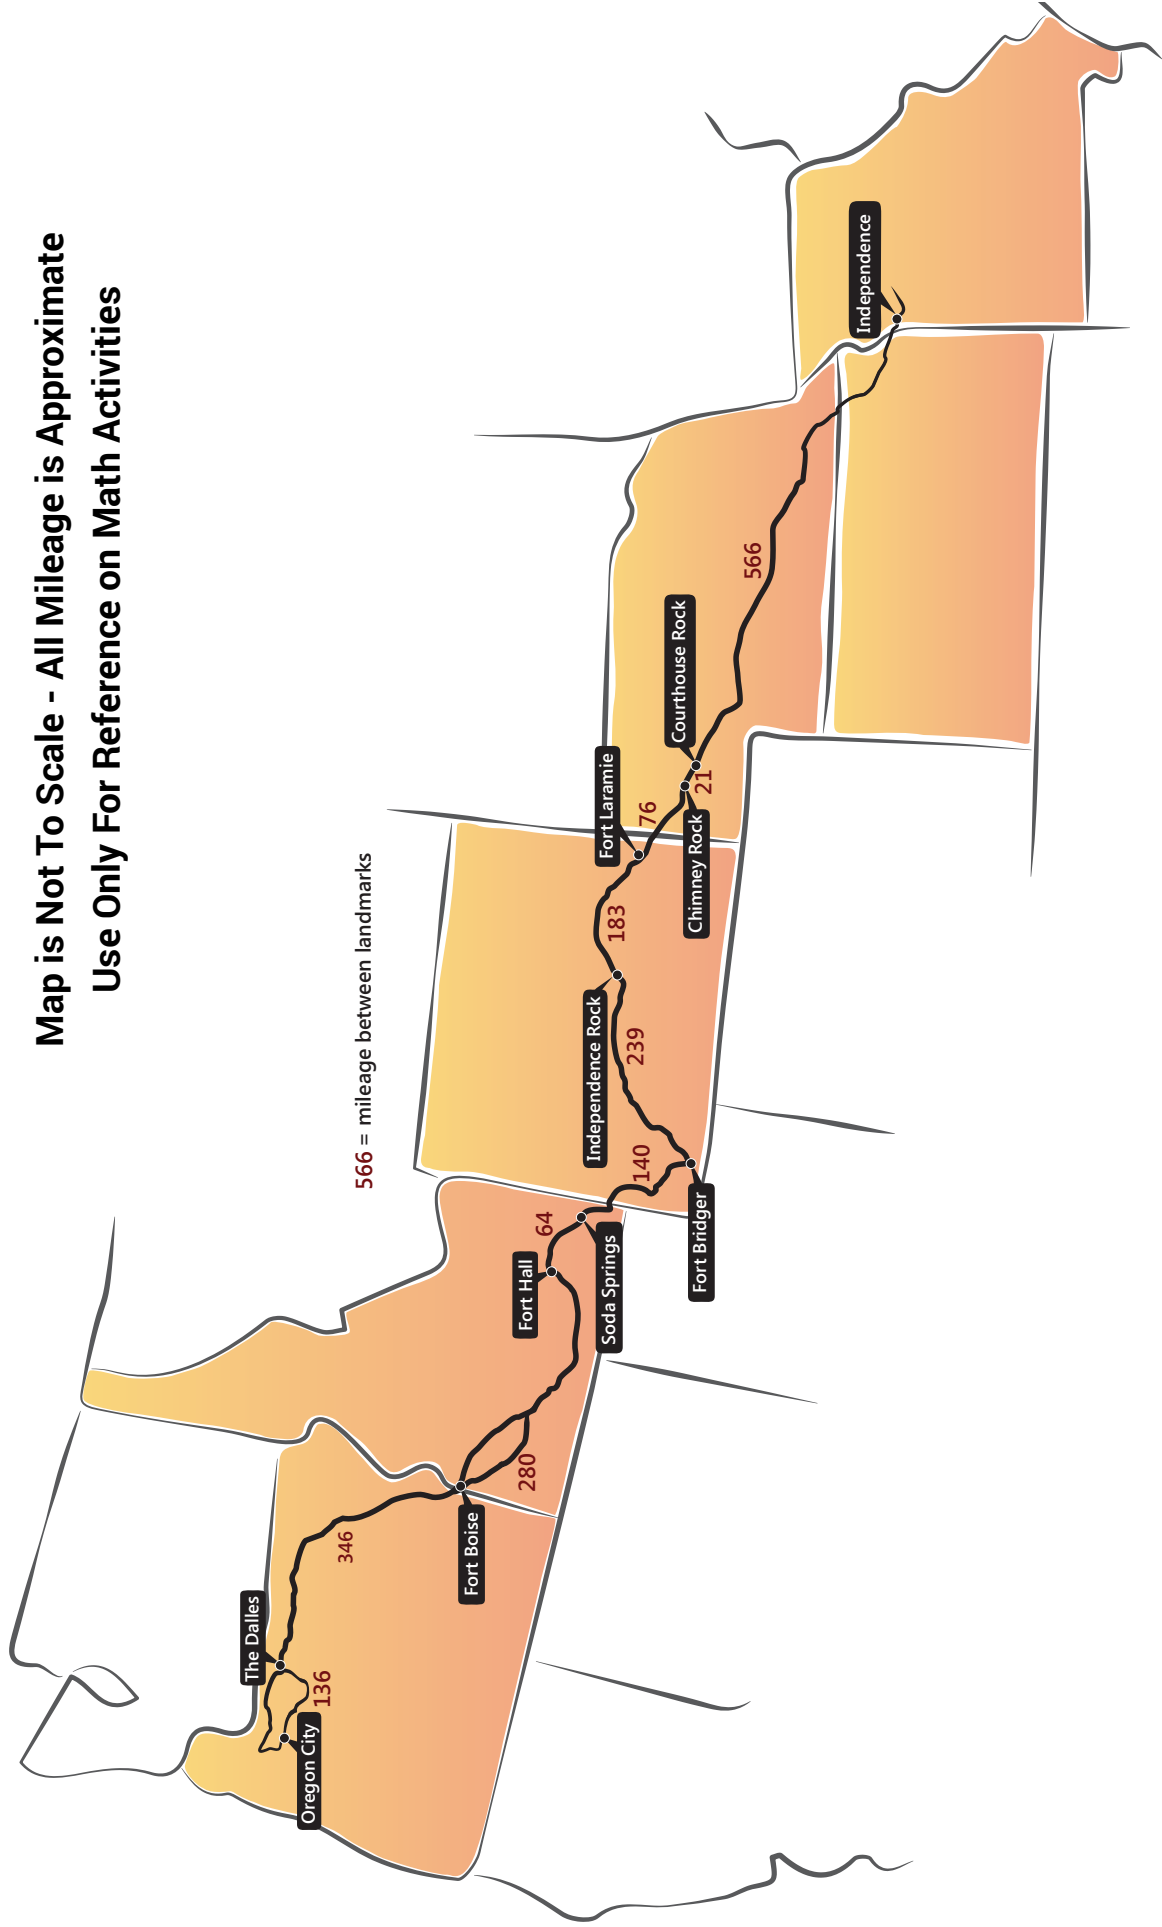 Map is Not To Scale - All Mileage is Approximate
Use Only For Reference on Math Activities
566 = mileage between landmarks
The Dalles
136
Oregon City
346
Fort Boise
280
Fort Hall
64
Soda Springs
140
Fort Bridger
239
Independence Rock
183
Fort Laramie
76
Chimney Rock
21
Courthouse Rock
566
Independence